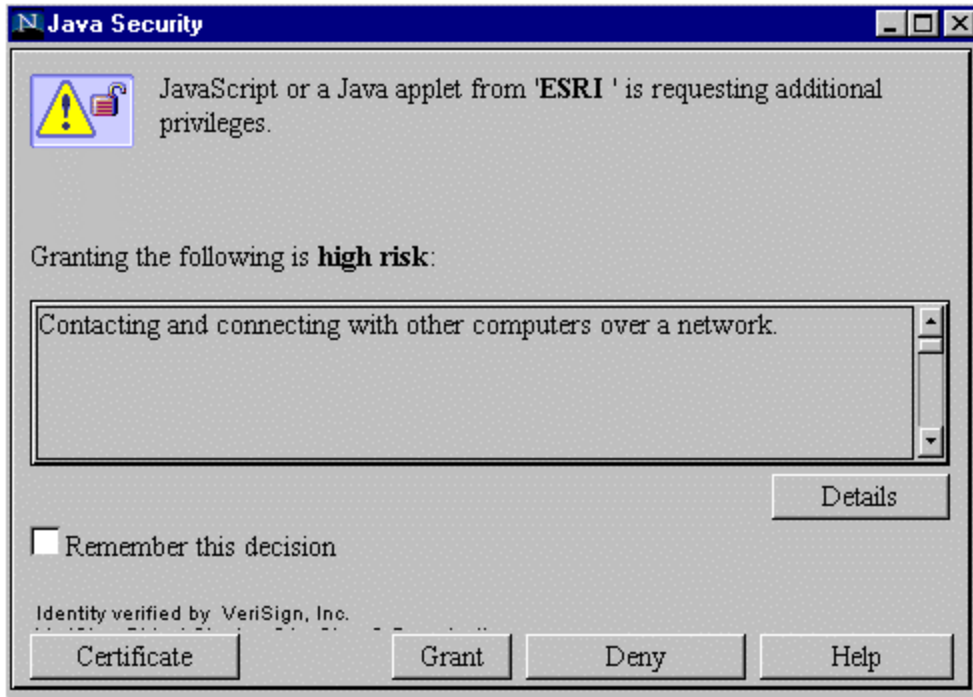 N Java Security
JavaScript or a Java applet from 'ESRI ' is requesting additional
privileges.
Granting the following is high risk:
Contacting and connecting with other computers over a network.
Details
Remember this decision
Identity verified by VeriSign, Inc.
Certificate Grant Deny Help